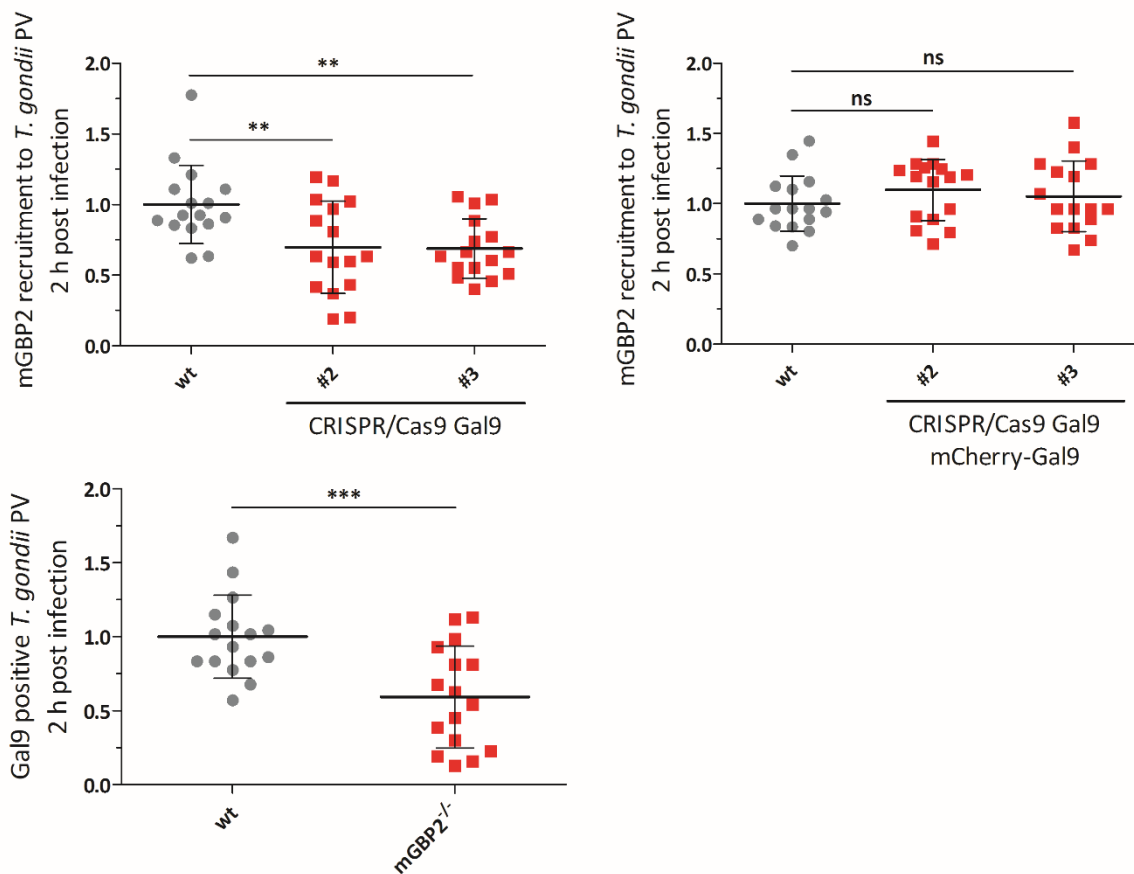 mGBP2 recruitment to T. gondii PV
2 h post infection
2.0
1.5
1.0
0.5
0.0
**
**
wt
#2
#3
CRISPR/Cas9 Gal9
mGBP2 recruitment to T. gondii PV
2 h post infection
2.0
1.5
1.0
0.5
0.0
ns
ns
wt
#2
#3
CRISPR/Cas9 Gal9
mCherry-Gal9
Gal9 positive T. gondii PV
2 h post infection
2.0
1.5
1.0
0.5
0.0
***
wt
mGBP2-/-